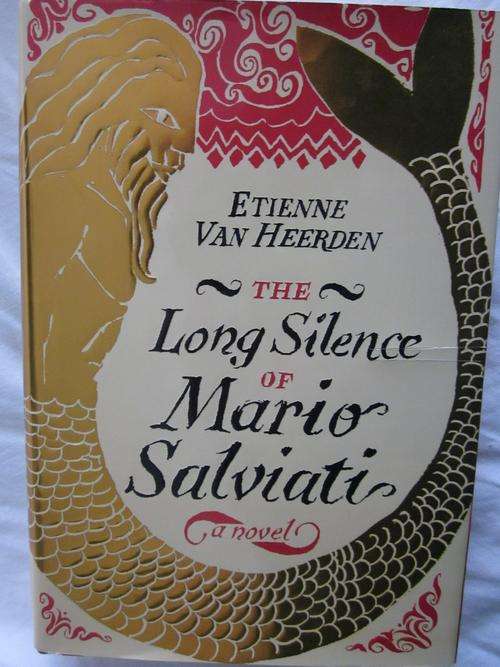 ETIENNE
VAN HEERDEN
~ THE ~
Long Silence
OF
Mario
Salviati
a novel